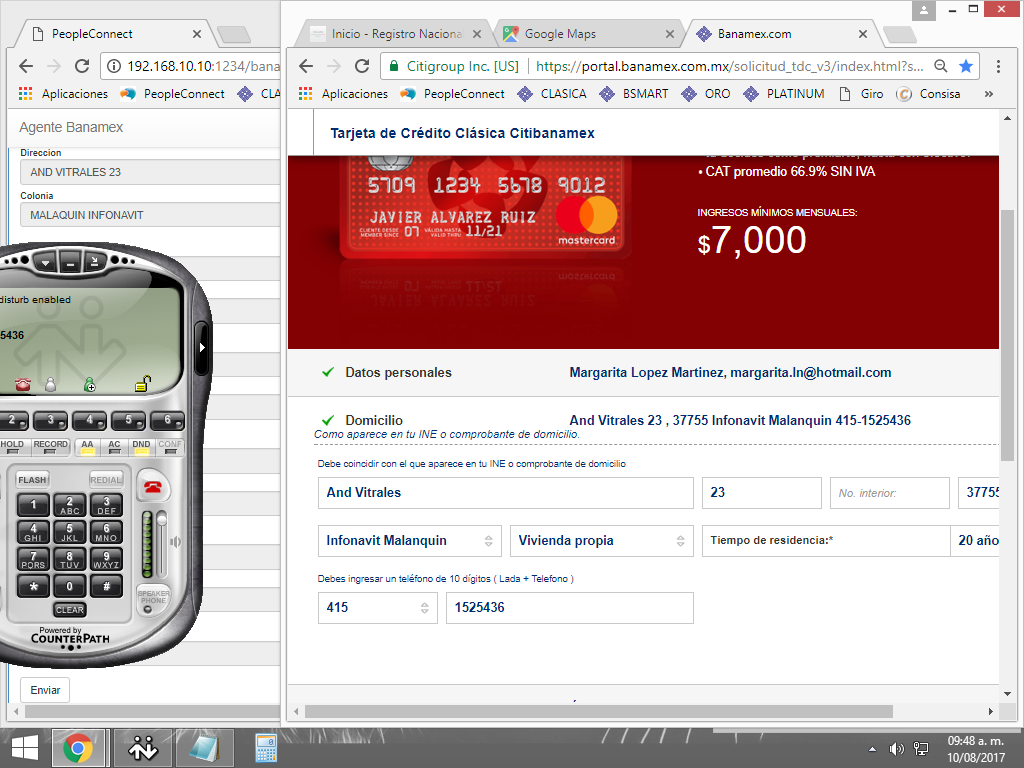 PeopleConnect
192.168.10.10:1234/bana
Aplicaciones
PeopleConnect
CLA
Agente Banamex
Direccion
AND VITRALES 23
Colonia
MALAQUIN INFONAVIT
disturb enabled
5436
2
3
4
5
6
HOLD
RECORD
AA
AC
DND
CONF
FLASH
REDIAL
1
2 ABC
3 DEF
4 GHI
5 JKL
6 MNO
7 PQRS
8 TUV
9 WXYZ
*
0
#
CLEAR
SPEAKER PHONE
Powered by
COUNTERPATH
Enviar
Inicio - Registro Naciona
Google Maps
Banamex.com
Citigroup Inc. [US]
https://portal.banamex.com.mx/solicitud_tdc_v3/index.html?s...
Aplicaciones
PeopleConnect
CLASICA
BSMART
ORO
PLATINUM
Giro
Consisa
»
Tarjeta de Crédito Clásica Citibanamex
• CAT promedio 66.9% SIN IVA
5709 1234 5678 9012
JAVIER ALVAREZ RUIZ
CLIENTE DESDE MEMBER SINCE 07 VÁLIDA HASTA VALID THRU 11/21
mastercard
INGRESOS MÍNIMOS MENSUALES:
$7,000
Datos personales
Margarita Lopez Martinez, margarita.ln@hotmail.com
Domicilio
And Vitrales 23 , 37755 Infonavit Malanquin 415-1525436
Como aparece en tu INE o comprobante de domicilio.
Debe coincidir con el que aparece en tu INE o comprobante de domicilio
And Vitrales
23
No. interior:
37755
Infonavit Malanquin
Vivienda propia
Tiempo de residencia:*
20 año
Debes ingresar un teléfono de 10 dígitos ( Lada + Telefono )
415
1525436
09:48 a. m.
10/08/2017